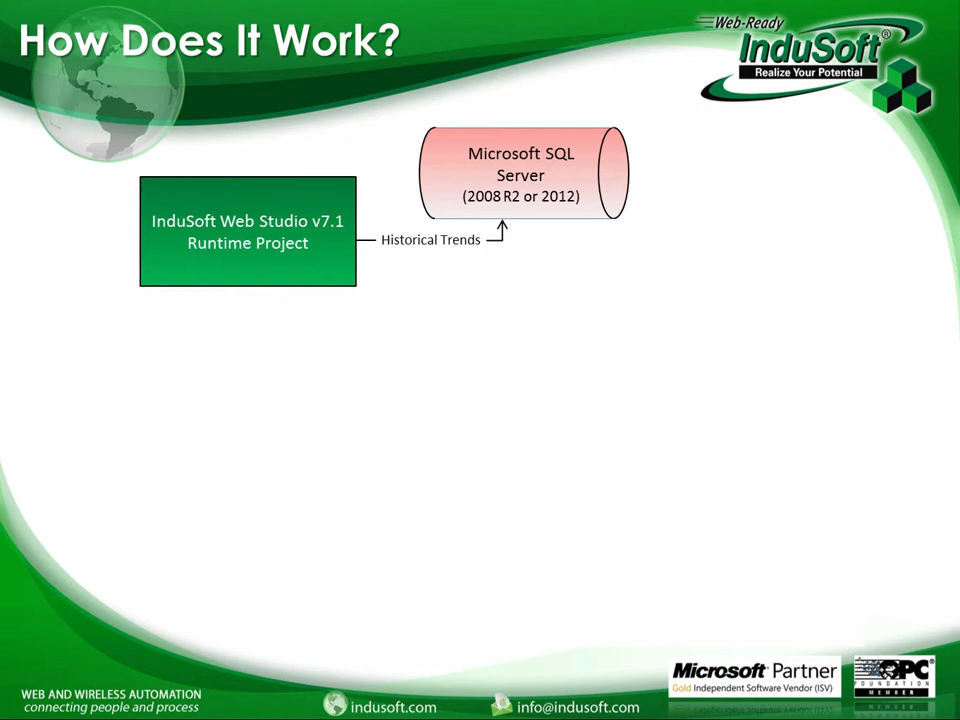 How Does It Work?
Web-Ready
InduSoft®
Realize Your Potential
Microsoft SQL
Server
(2008 R2 or 2012)
InduSoft Web Studio v7.1
Runtime Project
Historical Trends
WEB AND WIRELESS AUTOMATION
connecting people and process
indusoft.com
info@indusoft.com
Microsoft Partner
Gold Independent Software Vendor (ISV)
OPC®
FOUNDATION
MEMBER